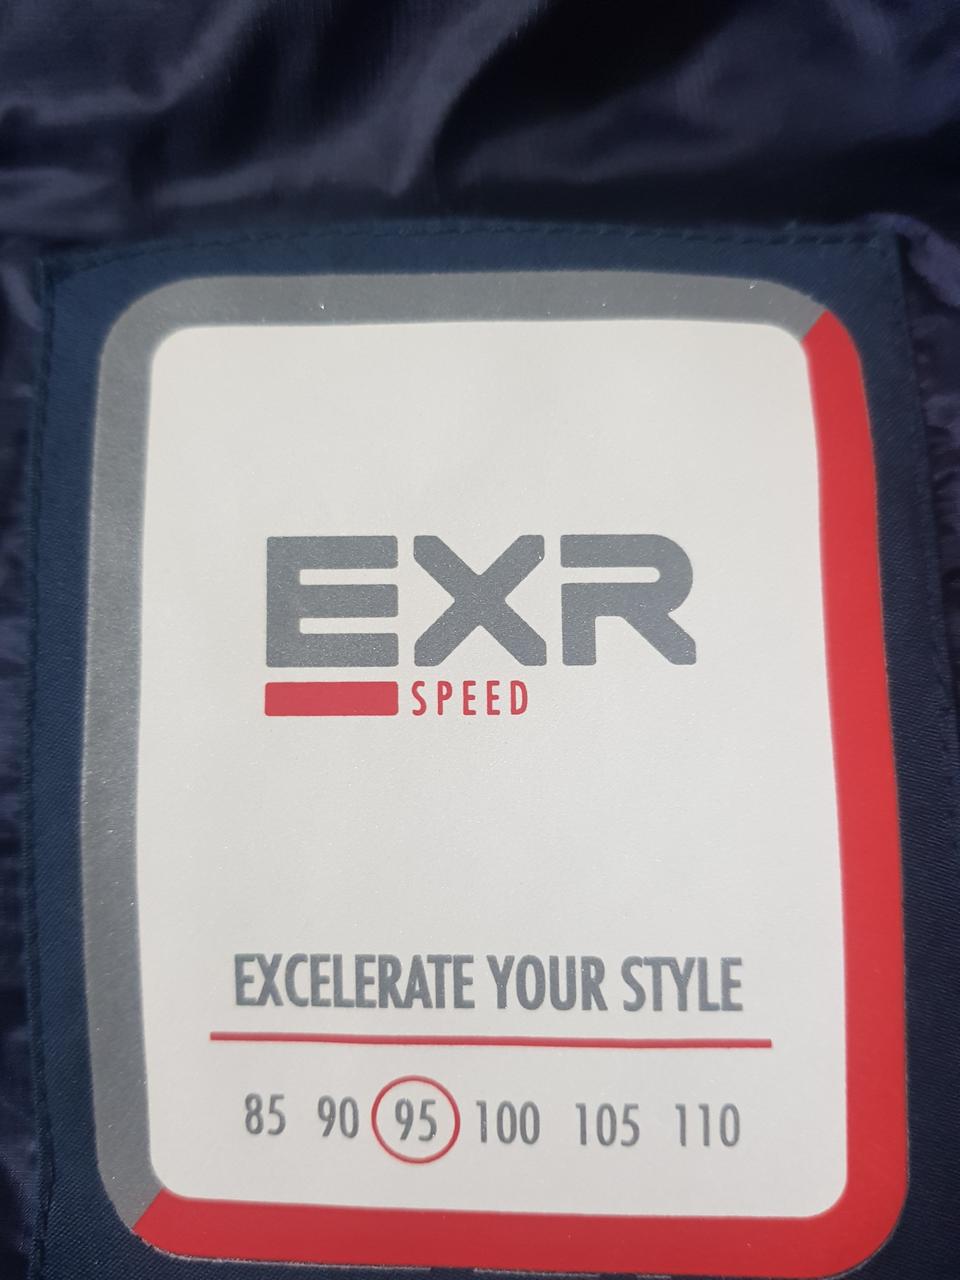 EXR
SPEED
EXCELERATE YOUR STYLE
85 90 95 100 105 110